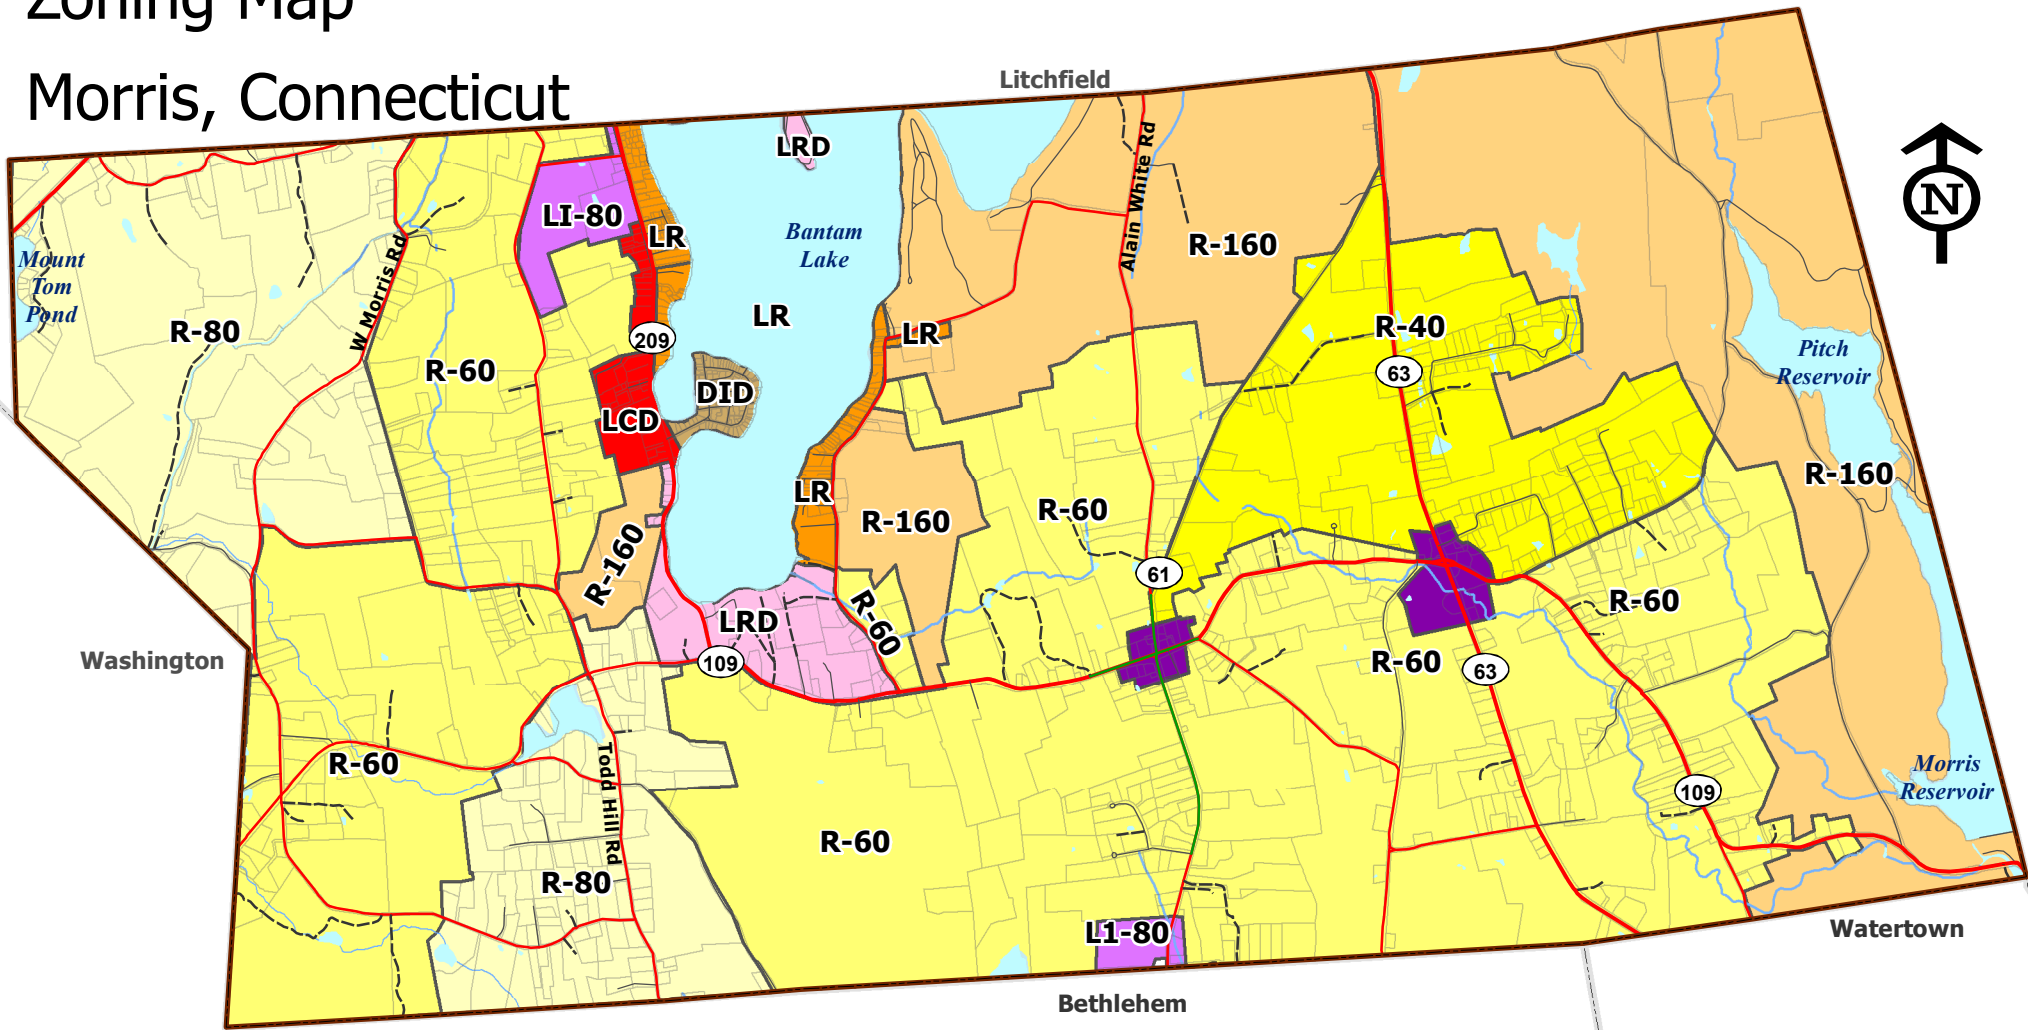 Zoning Map
Morris, Connecticut
Litchfield
LRD
N
LI-80
LR
Bantam
Lake
Alain White Rd
R-160
Mount
Tom
Pond
W Morris Rd
R-80
LR
LR
R-40
209
R-60
63
Pitch
Reservoir
DID
LCD
R-160
LR
R-160
R-60
R-160
61
LRD
R-60
R-60
Washington
109
R-60
63
R-60
Todd Hill Rd
Morris
Reservoir
109
R-60
R-80
L1-80
Watertown
Bethlehem